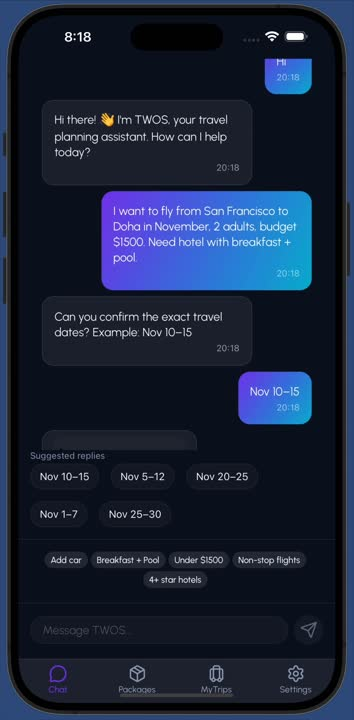 8:18
Hi
20:18
Hi there! 👋 I'm TWOS, your travel
planning assistant. How can I help
today?
20:18
I want to fly from San Francisco to
Doha in November, 2 adults, budget
$1500. Need hotel with breakfast +
pool.
20:18
Can you confirm the exact travel
dates? Example: Nov 10–15
20:18
Nov 10–15
20:18
Suggested replies
Nov 10–15 Nov 5–12 Nov 20–25
Nov 1–7 Nov 25–30
Add car Breakfast + Pool Under $1500 Non-stop flights
4+ star hotels
Message TWOS...
Chat Packages MyTrips Settings